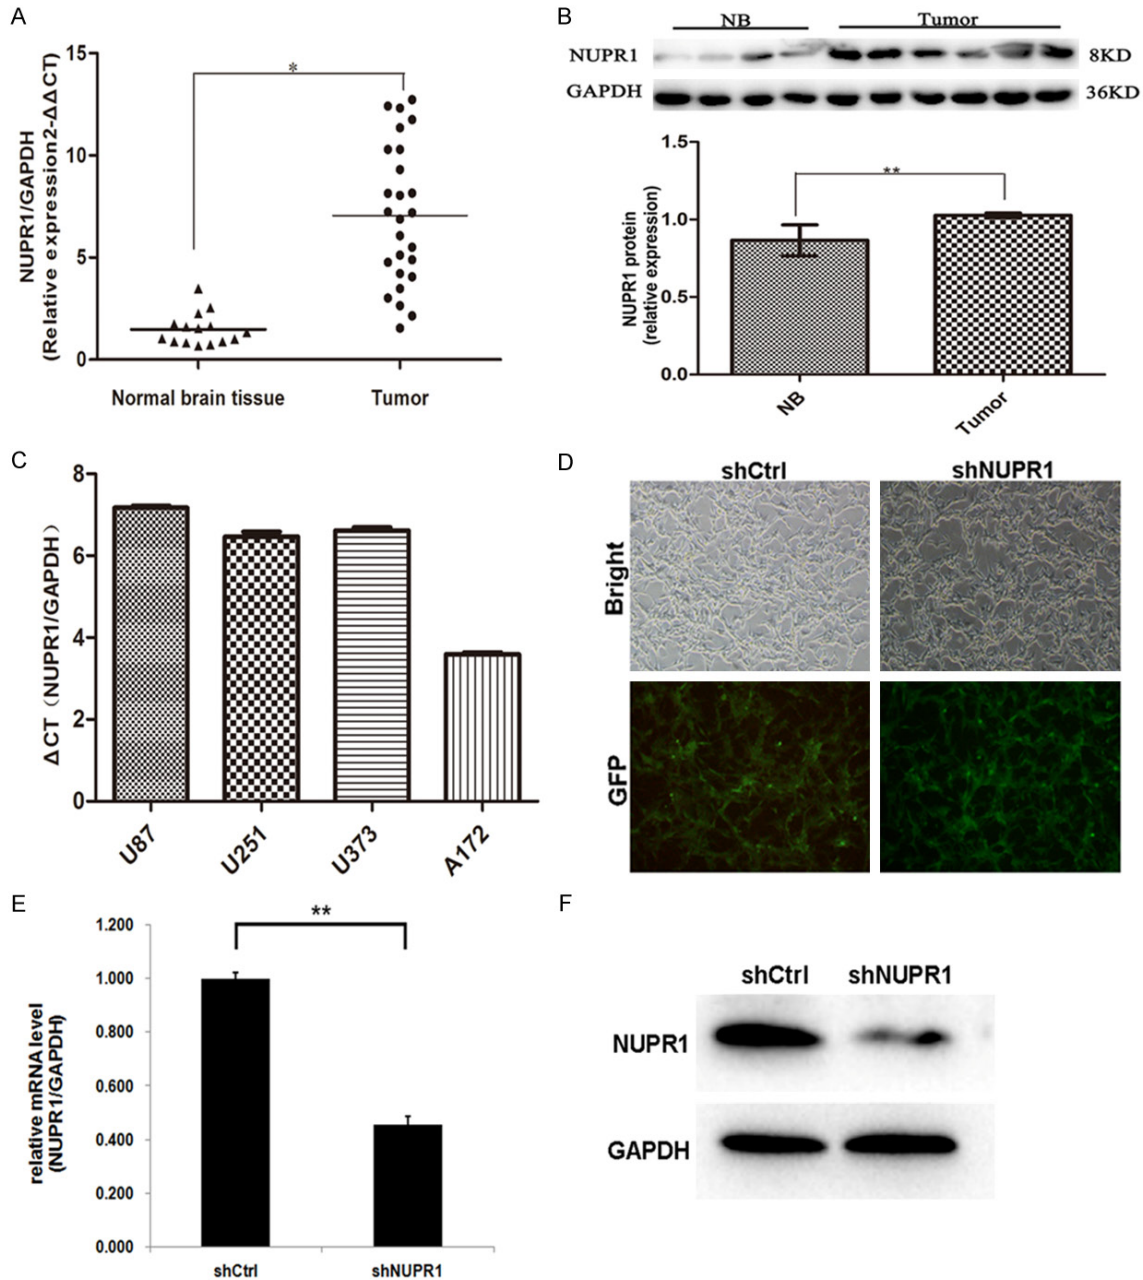 A
NUPR1/GAPDH
(Relative expression2-ΔΔCT)
15
10
5
0
*
Normal brain tissue
Tumor
B
NB
Tumor
NUPR1
8KD
GAPDH
36KD
NUPR1 protein
(relative expression)
1.5
1.0
0.5
0.0
**
NB
Tumor
C
ΔCT（NUPR1/GAPDH）
8
6
4
2
0
U87
U251
U373
A172
D
shCtrl
shNUPR1
Bright
GFP
E
relative mRNA level
(NUPR1/GAPDH)
1.200
1.000
0.800
0.600
0.400
0.200
0.000
**
shCtrl
shNUPR1
F
shCtrl
shNUPR1
NUPR1
GAPDH